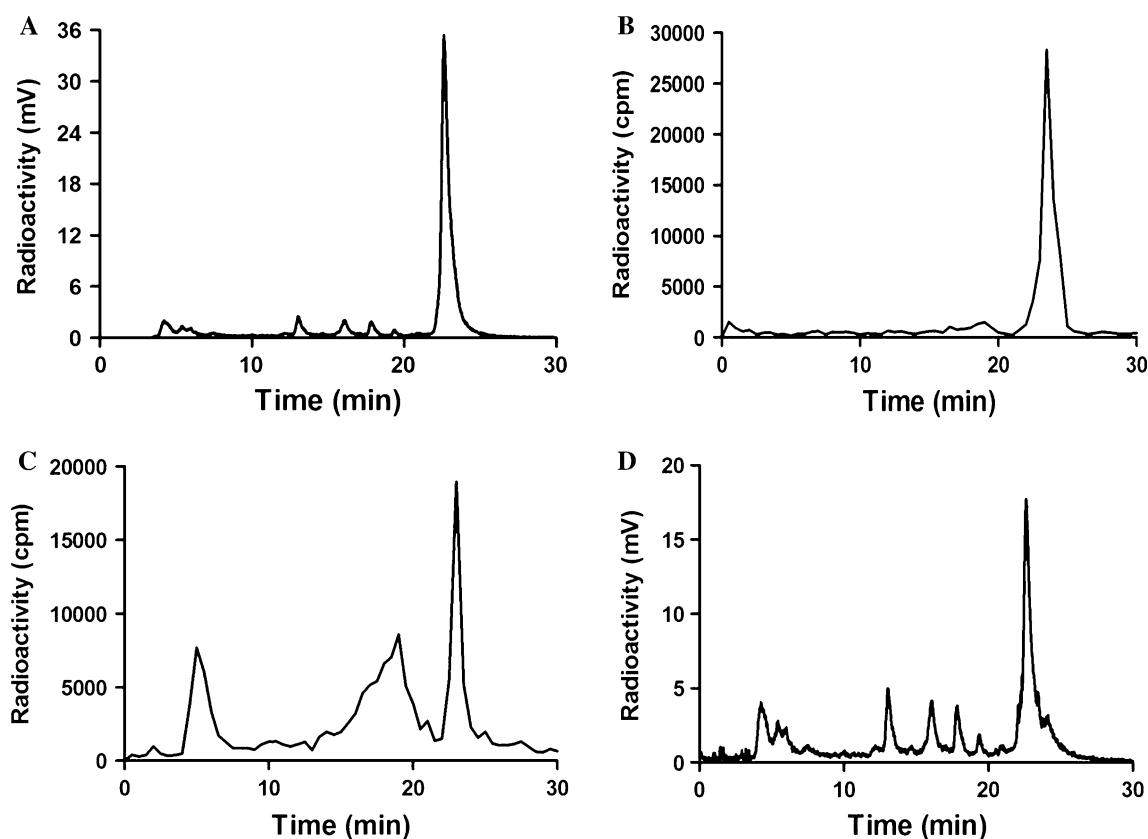 A
Radioactivity (mV)
36
30
24
18
12
6
0
0 10 20 30
Time (min)
B
Radioactivity (cpm)
30000
25000
20000
15000
10000
5000
0
0 10 20 30
Time (min)
C
Radioactivity (cpm)
20000
15000
10000
5000
0
0 10 20 30
Time (min)
D
Radioactivity (mV)
20
15
10
5
0
0 10 20 30
Time (min)